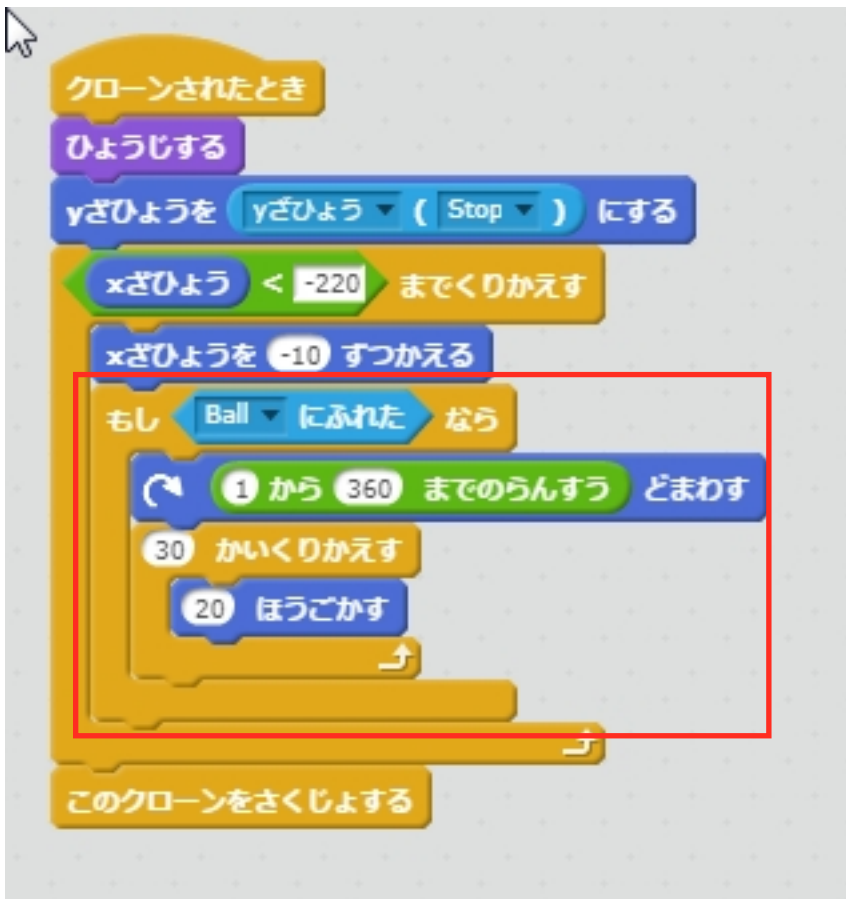 クローンされたとき
ひょうじする
yざひょうを yざひょう ( Stop ) にする
xざひょう < -220 までくりかえす
xざひょうを -10 ずつかえる
もし Ball にふれた なら
1 から 360 までのらんすう どまわす
30 かいくりかえす
20 ほうごかす
このクローンをさくじょする